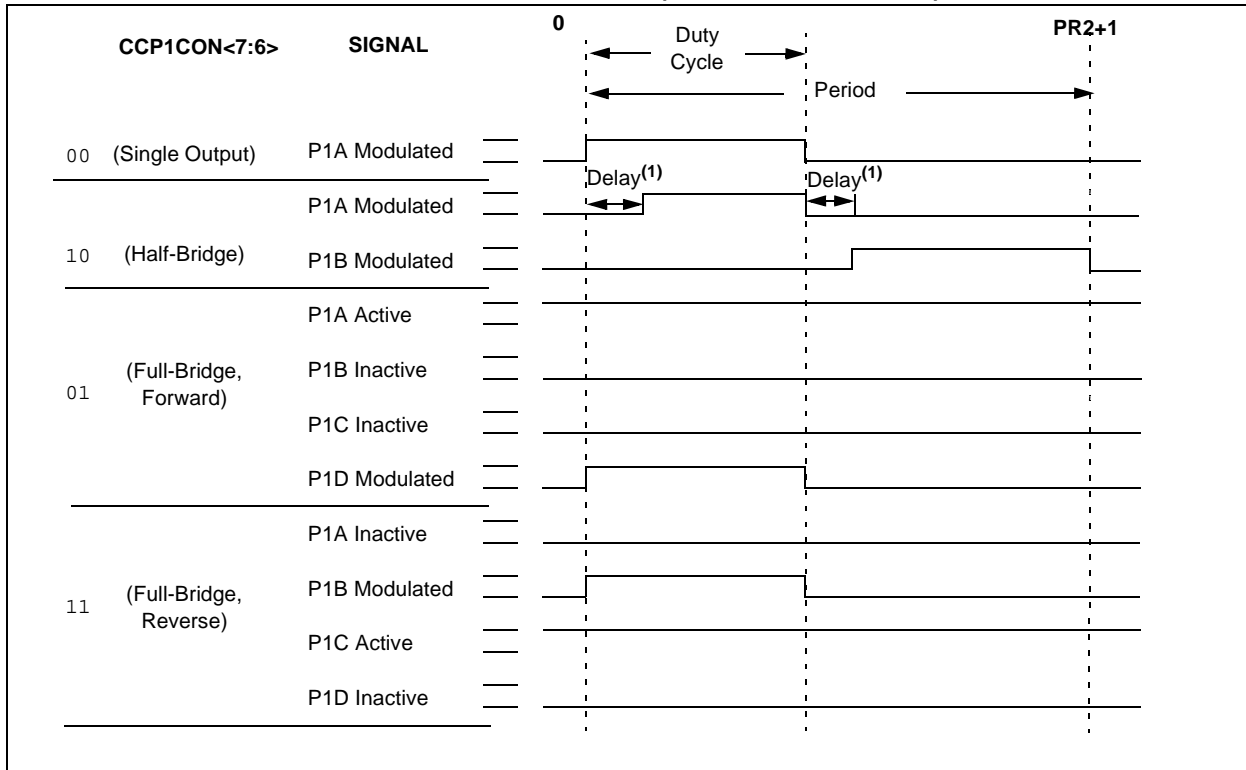 CCP1CON<7:6>
SIGNAL
0
PR2+1
Duty
Cycle
Period
00
(Single Output)
P1A Modulated
Delay(1)
Delay(1)
P1A Modulated
10
(Half-Bridge)
P1B Modulated
P1A Active
P1B Inactive
01
(Full-Bridge,
Forward)
P1C Inactive
P1D Modulated
P1A Inactive
P1B Modulated
11
(Full-Bridge,
Reverse)
P1C Active
P1D Inactive